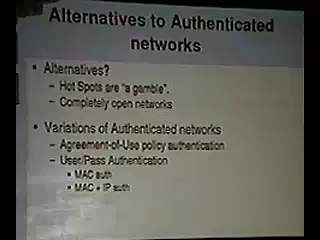 Alternatives to Authenticated
networks
• Alternatives?
– Hot Spots are "a gamble".
– Completely open networks
• Variations of Authenticated networks
– Agreement-of-Use policy authentication
– User/Pass Authentication
• MAC auth
• MAC + IP auth